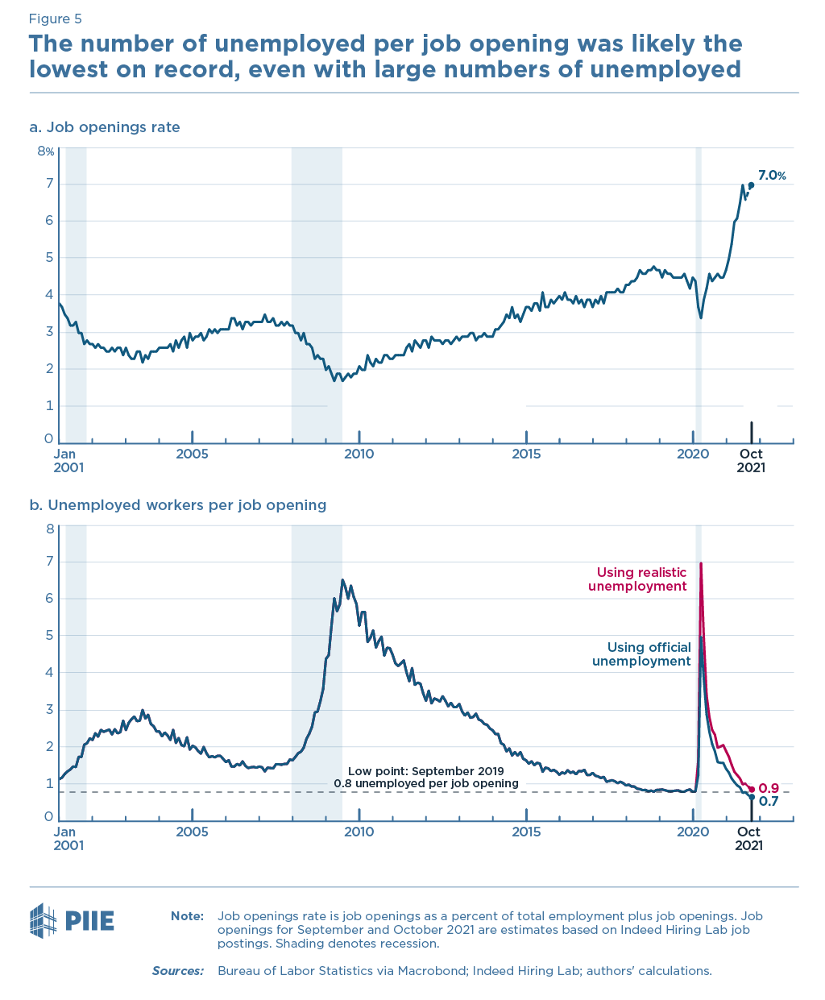 Figure 5
The number of unemployed per job opening was likely the
lowest on record, even with large numbers of unemployed
a. Job openings rate
8%
7
6
5
4
3
2
1
0
7.0%
Jan
2001
2005
2010
2015
2020
Oct
2021
b. Unemployed workers per job opening
8
7
6
5
4
3
2
1
0
Using realistic
unemployment
Using official
unemployment
Low point: September 2019
0.8 unemployed per job opening
0.9
0.7
Jan
2001
2005
2010
2015
2020
Oct
2021
PIIE
Note: Job openings rate is job openings as a percent of total employment plus job openings. Job
openings for September and October 2021 are estimates based on Indeed Hiring Lab job
postings. Shading denotes recession.
Sources: Bureau of Labor Statistics via Macrobond; Indeed Hiring Lab; authors' calculations.